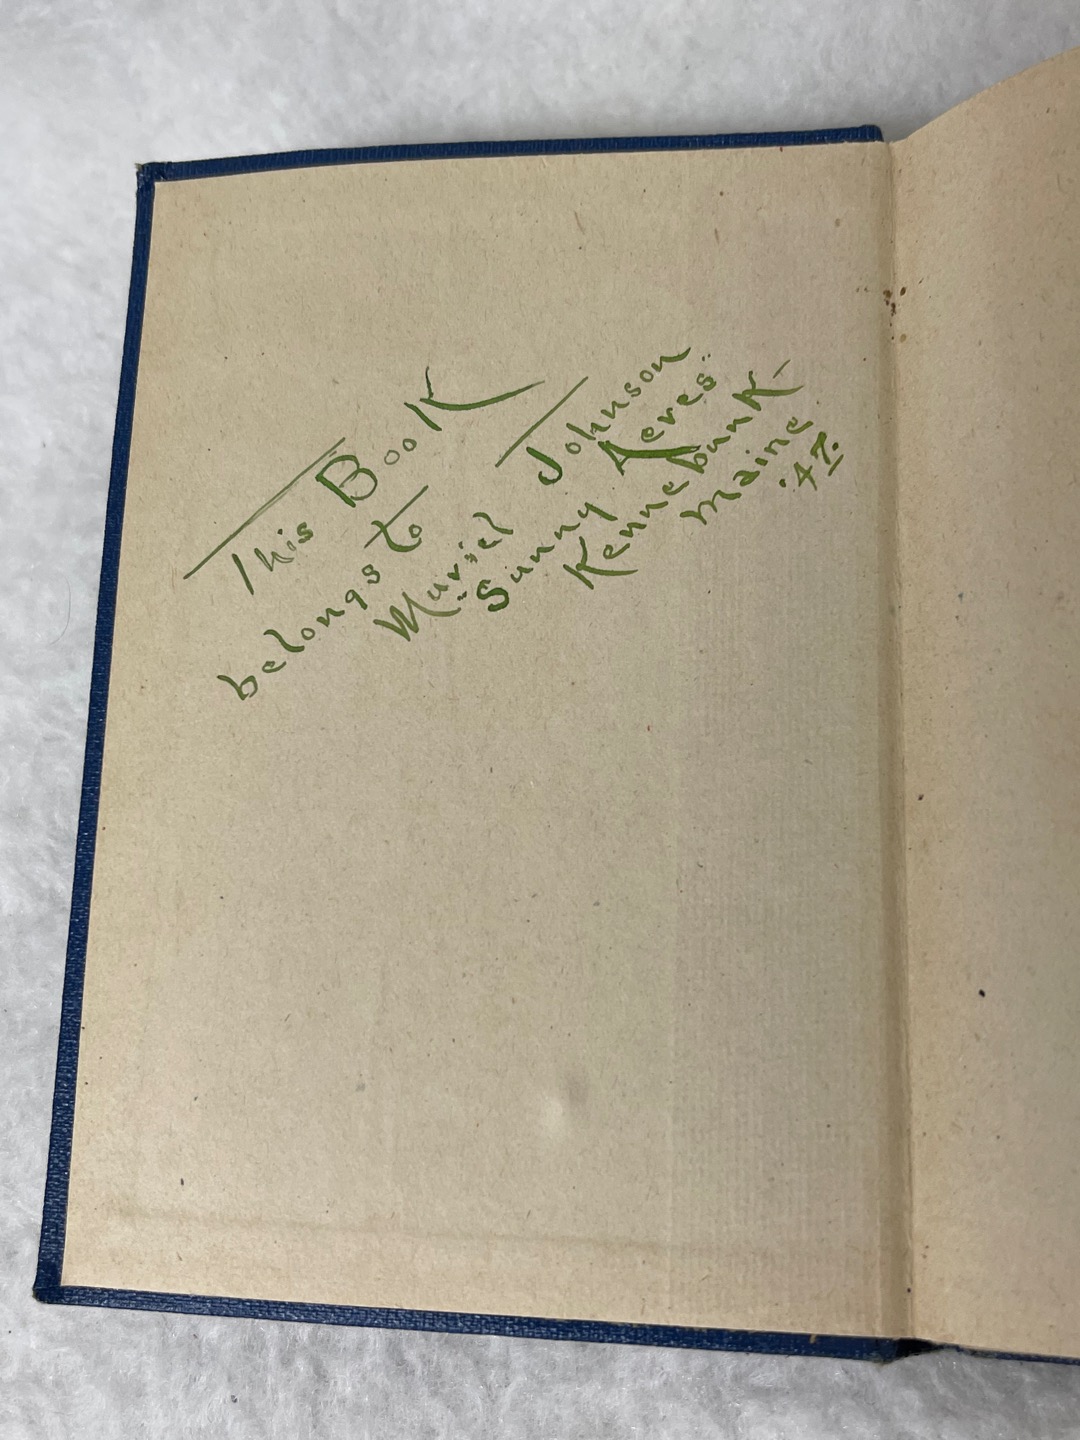 This Book
belongs to
Muriel Johnson
Sunny Acres
Kennebunk
Maine
'47.